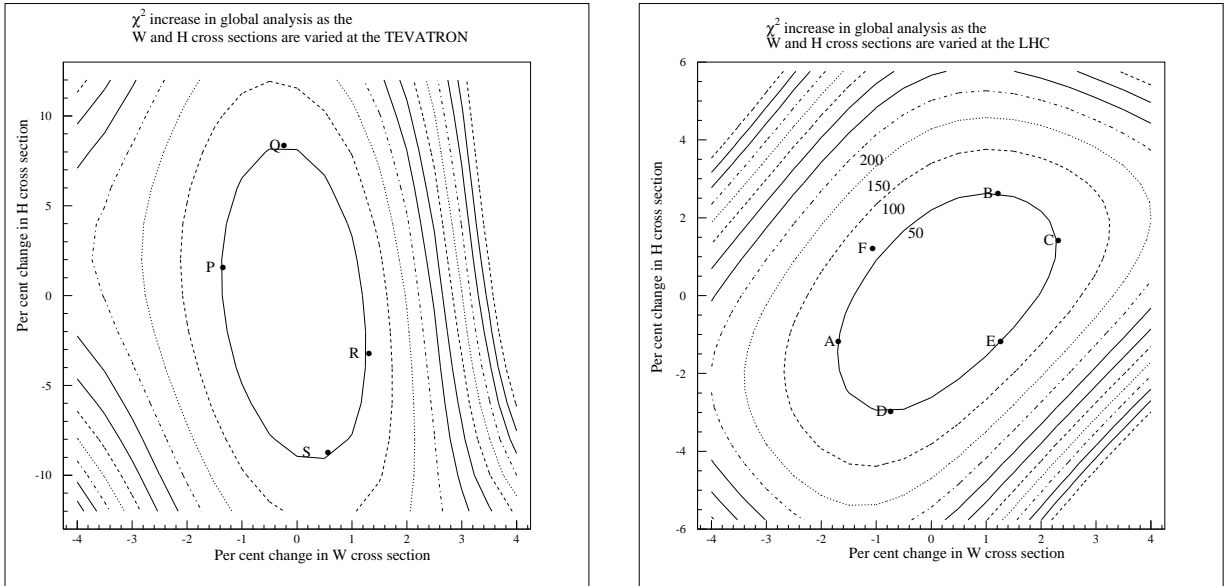 χ² increase in global analysis as the
W and H cross sections are varied at the TEVATRON
Per cent change in H cross section
10
5
0
-5
-10
Q
P
R
S
-4 -3 -2 -1 0 1 2 3 4
Per cent change in W cross section
χ² increase in global analysis as the
W and H cross sections are varied at the LHC
Per cent change in H cross section
6
4
2
0
-2
-4
-6
200
150
100
50
B
C
F
A
E
D
-4 -3 -2 -1 0 1 2 3 4
Per cent change in W cross section